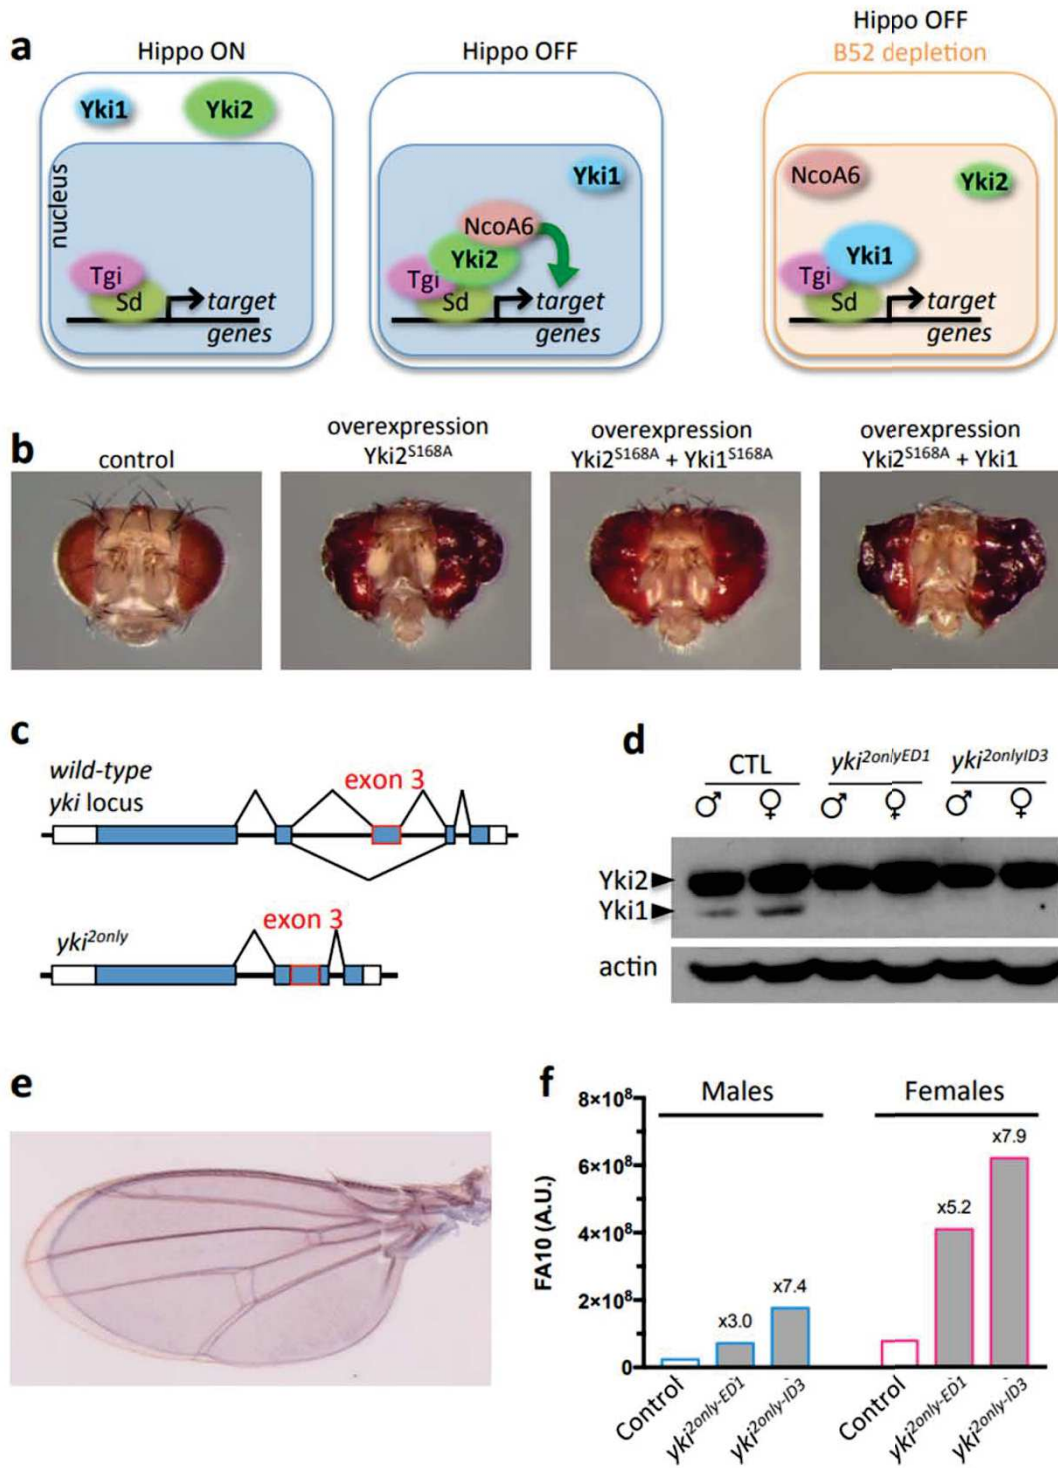 a
Hippo ON
Hippo OFF
Hippo OFF
B52 depletion
Yki1
Yki2
nucleus
Tgi
Sd
target
genes
Yki1
NcoA6
Yki2
Tgi
Sd
target
genes
NcoA6
Yki2
Yki1
Tgi
Sd
target
genes
b
control
overexpression
Yki2S168A
overexpression
Yki2S168A + Yki1S168A
overexpression
Yki2S168A + Yki1
c
wild-type
yki locus
exon 3
yki2only
exon 3
d
CTL
yki2onlyED1
yki2onlyID3
♂ ♀ ♂ ♀ ♂ ♀
Yki2
Yki1
actin
e
f
Males
Females
FA10 (A.U.)
8×10⁸
6×10⁸
4×10⁸
2×10⁸
0
x3.0
x7.4
x5.2
x7.9
Control
yki2only-ED1
yki2only-ID3
Control
yki2only-ED1
yki2only-ID3